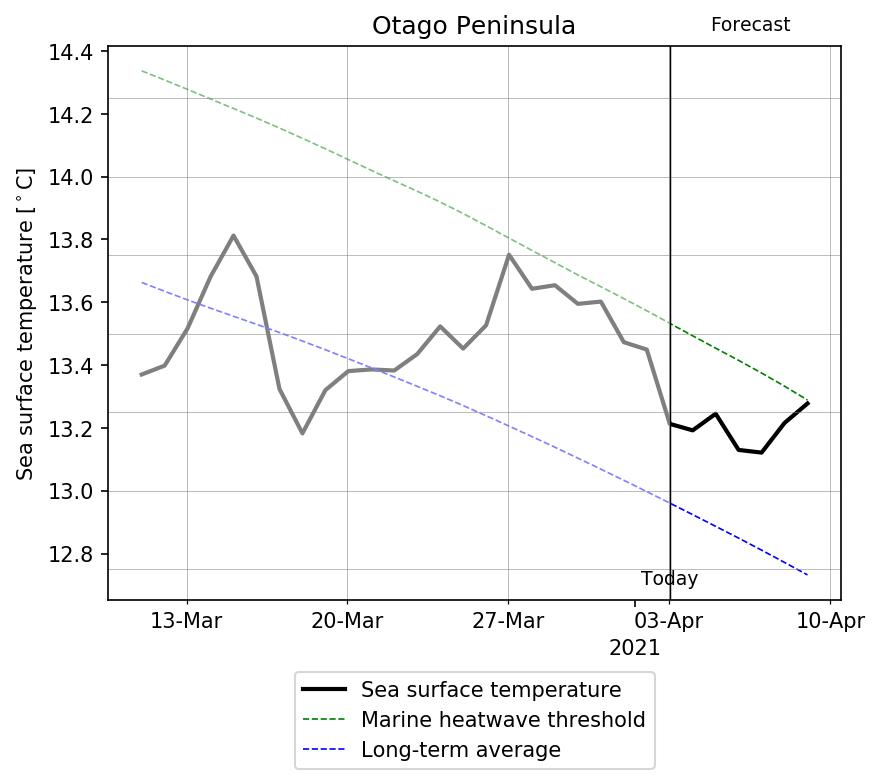 Otago Peninsula
Forecast
Sea surface temperature [°C]
14.4
14.2
14.0
13.8
13.6
13.4
13.2
13.0
12.8
Today
13-Mar 20-Mar 27-Mar 03-Apr 10-Apr
2021
Sea surface temperature
Marine heatwave threshold
Long-term average